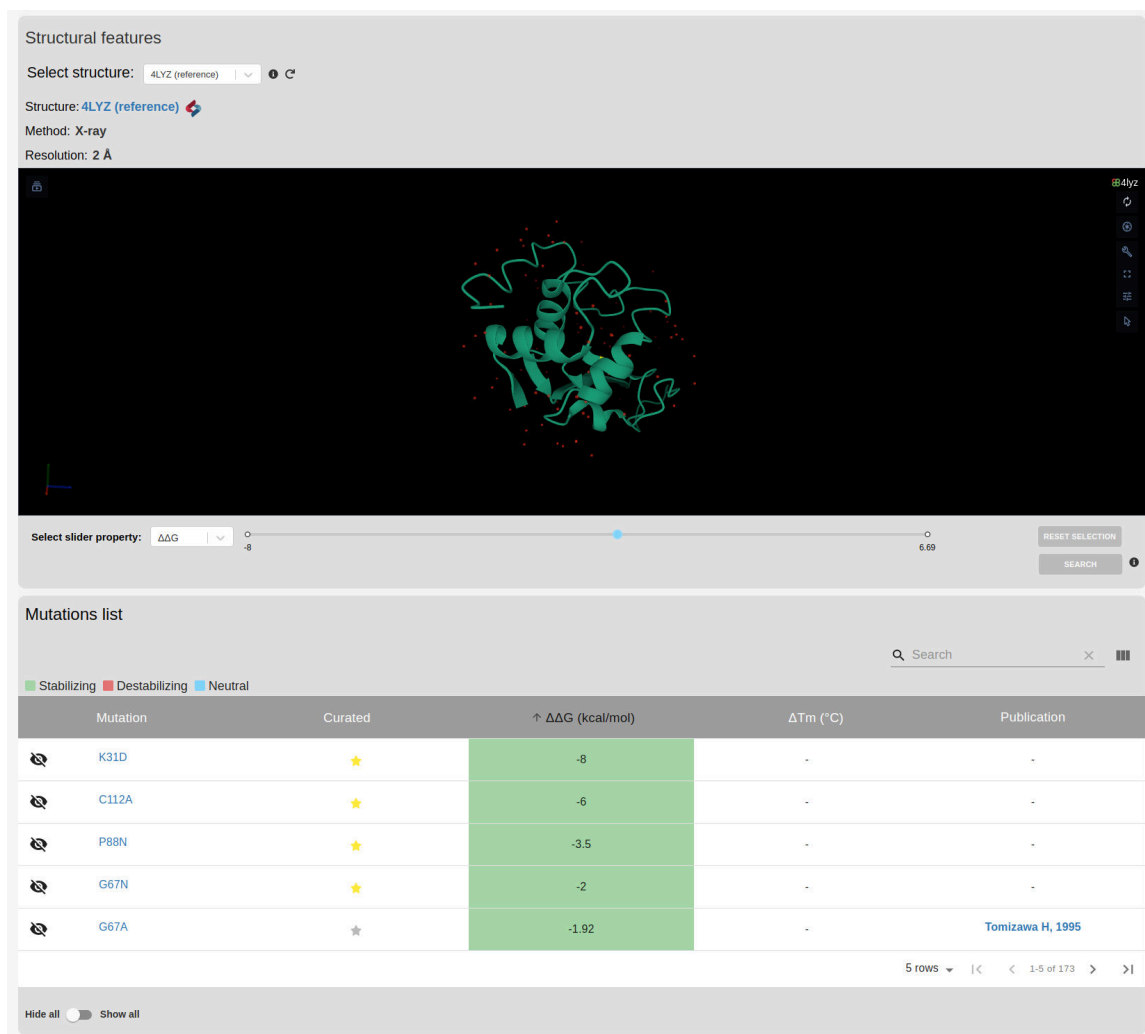 Structural features
Select structure: 4LYZ (reference)
Structure: 4LYZ (reference)
Method: X-ray
Resolution: 2 Å
4lyz
Select slider property: ΔΔG
-8
6.69
RESET SELECTION
SEARCH
Mutations list
Search
Stabilizing Destabilizing Neutral
Mutation Curated ΔΔG (kcal/mol) ΔTm (°C) Publication
K31D -8 - -
C112A -6 - -
P88N -3.5 - -
G67N -2 - -
G67A -1.92 - Tomizawa H, 1995
5 rows 1-5 of 173
Hide all Show all